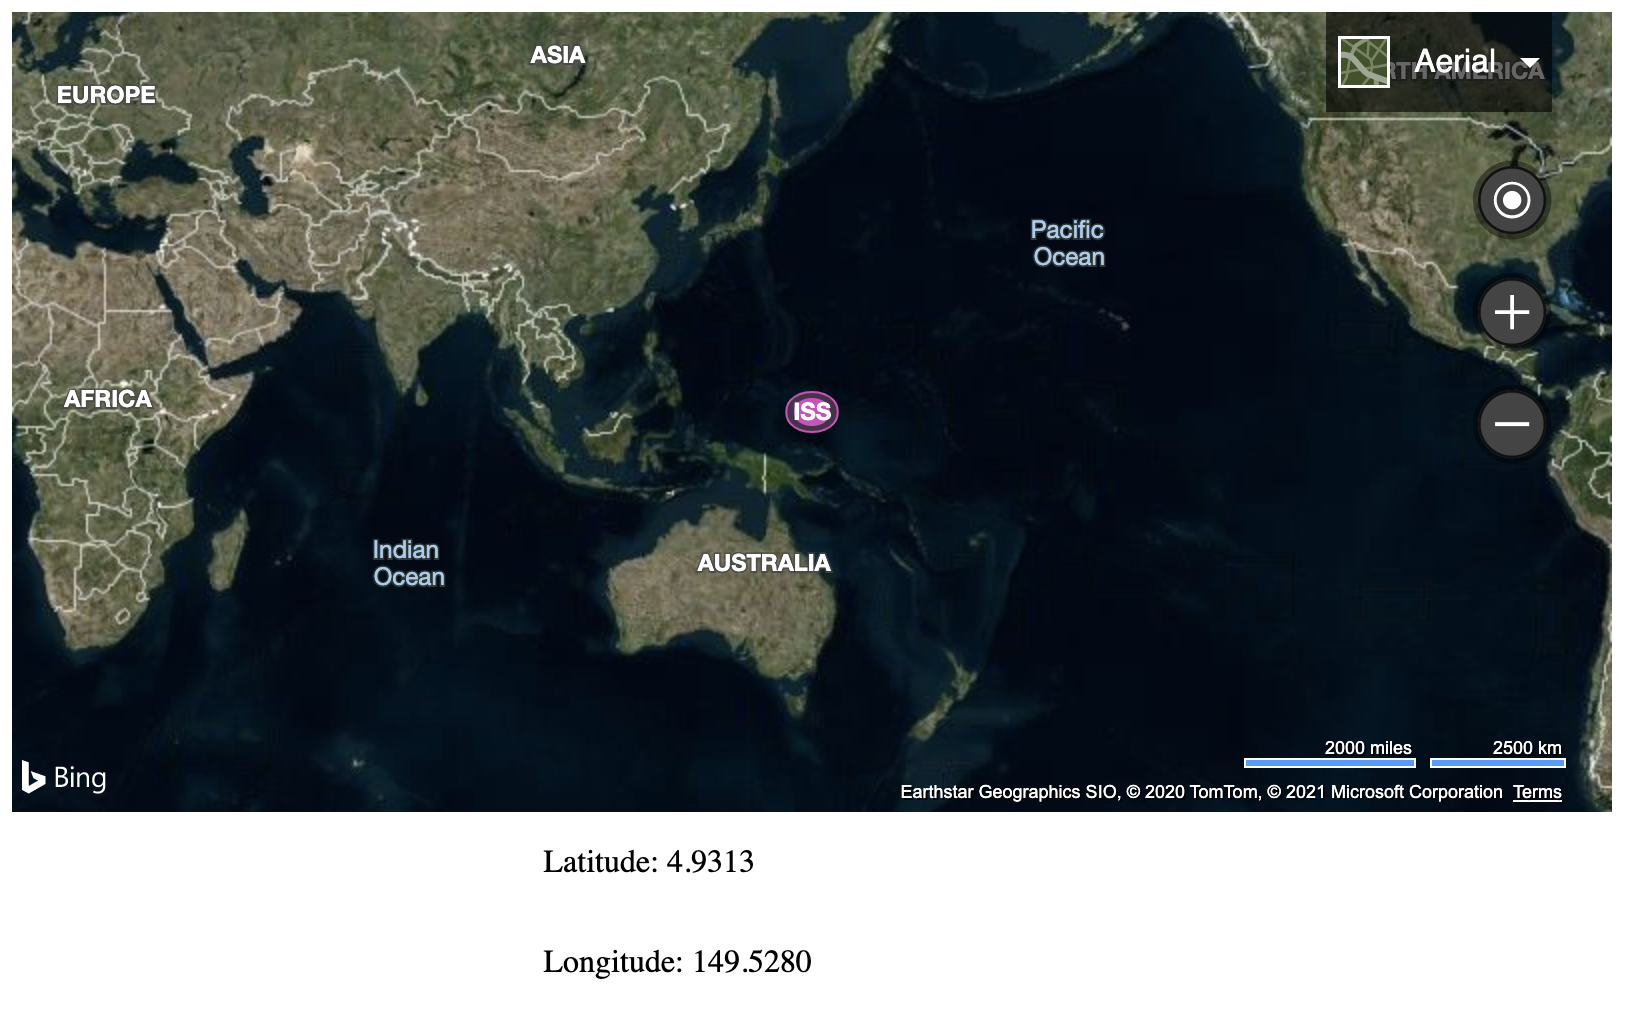 ASIA
EUROPE
Aerial
RTH AMERICA
Pacific
Ocean
AFRICA
ISS
Indian
Ocean
AUSTRALIA
2000 miles 2500 km
Bing
Earthstar Geographics SIO, © 2020 TomTom, © 2021 Microsoft Corporation Terms
Latitude: 4.9313
Longitude: 149.5280